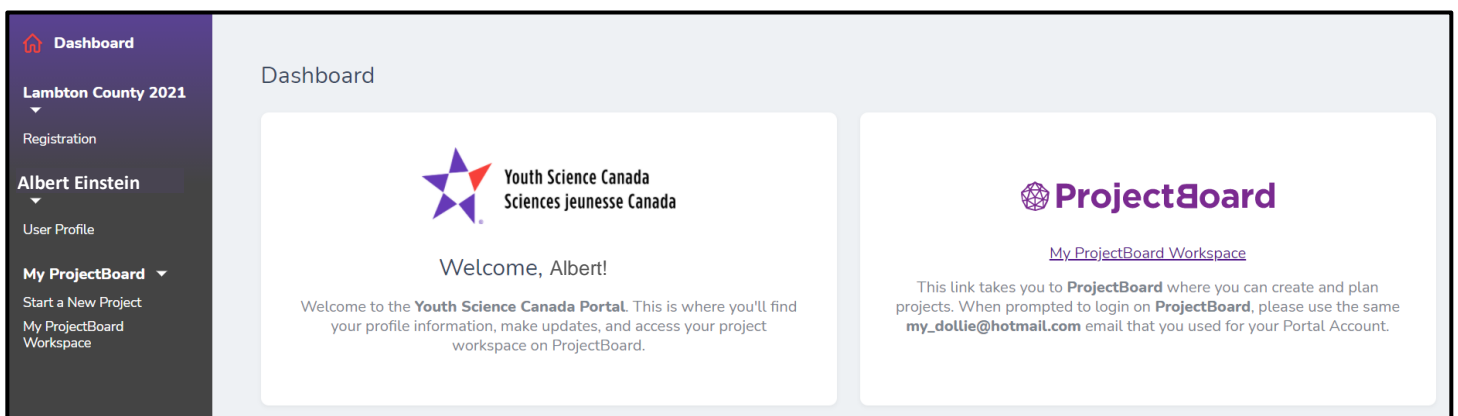 Dashboard
Lambton County 2021
Registration
Albert Einstein
User Profile
My ProjectBoard
Start a New Project
My ProjectBoard
Workspace
Dashboard
Youth Science Canada
Sciences jeunesse Canada
Welcome, Albert!
Welcome to the Youth Science Canada Portal. This is where you'll find
your profile information, make updates, and access your project
workspace on ProjectBoard.
ProjectBoard
My ProjectBoard Workspace
This link takes you to ProjectBoard where you can create and plan
projects. When prompted to login on ProjectBoard, please use the same
my_dollie@hotmail.com email that you used for your Portal Account.